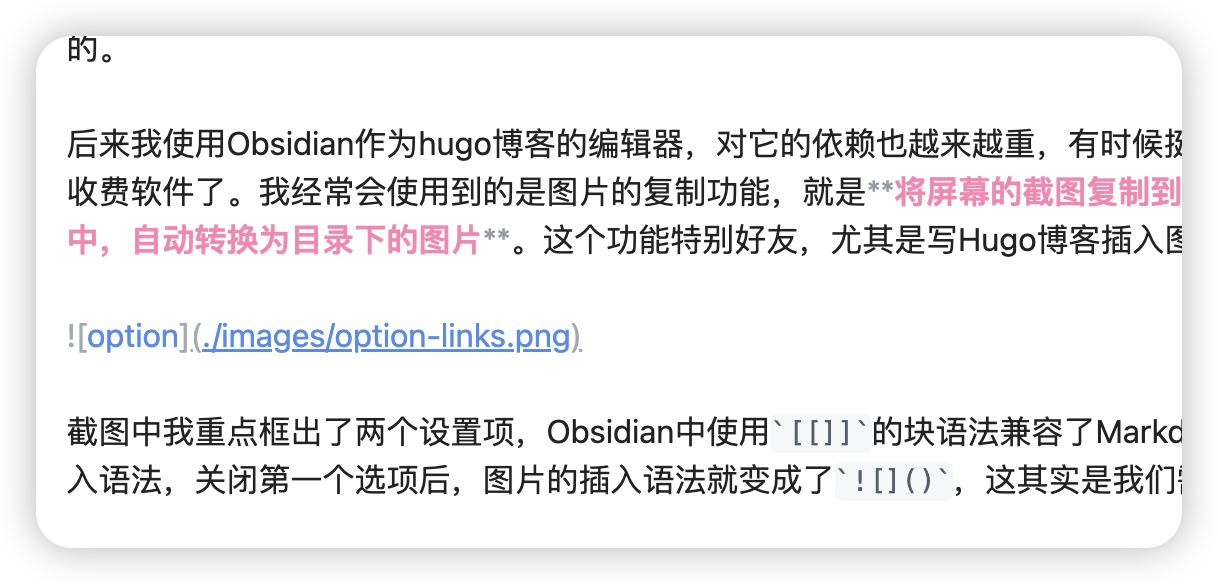 的。
后来我使用Obsidian作为hugo博客的编辑器，对它的依赖也越来越重，有时候挺
收费软件了。我经常会使用到的是图片的复制功能，就是**将屏幕的截图复制到
中，自动转换为目录下的图片**。这个功能特别好友，尤其是写Hugo博客插入图
![option](./images/option-links.png)
截图中我重点框出了两个设置项，Obsidian中使用`[[]]`的块语法兼容了Markd
入语法，关闭第一个选项后，图片的插入语法就变成了`![]()`，这其实是我们